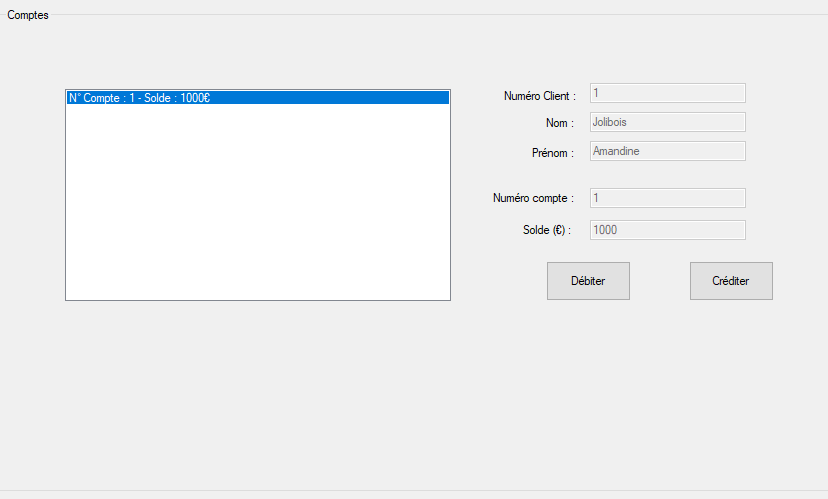 Comptes
N° Compte : 1 - Solde : 1000€
Numéro Client : 1
Nom : Jolibois
Prénom : Amandine
Numéro compte : 1
Solde (€) : 1000
Débiter Créditer